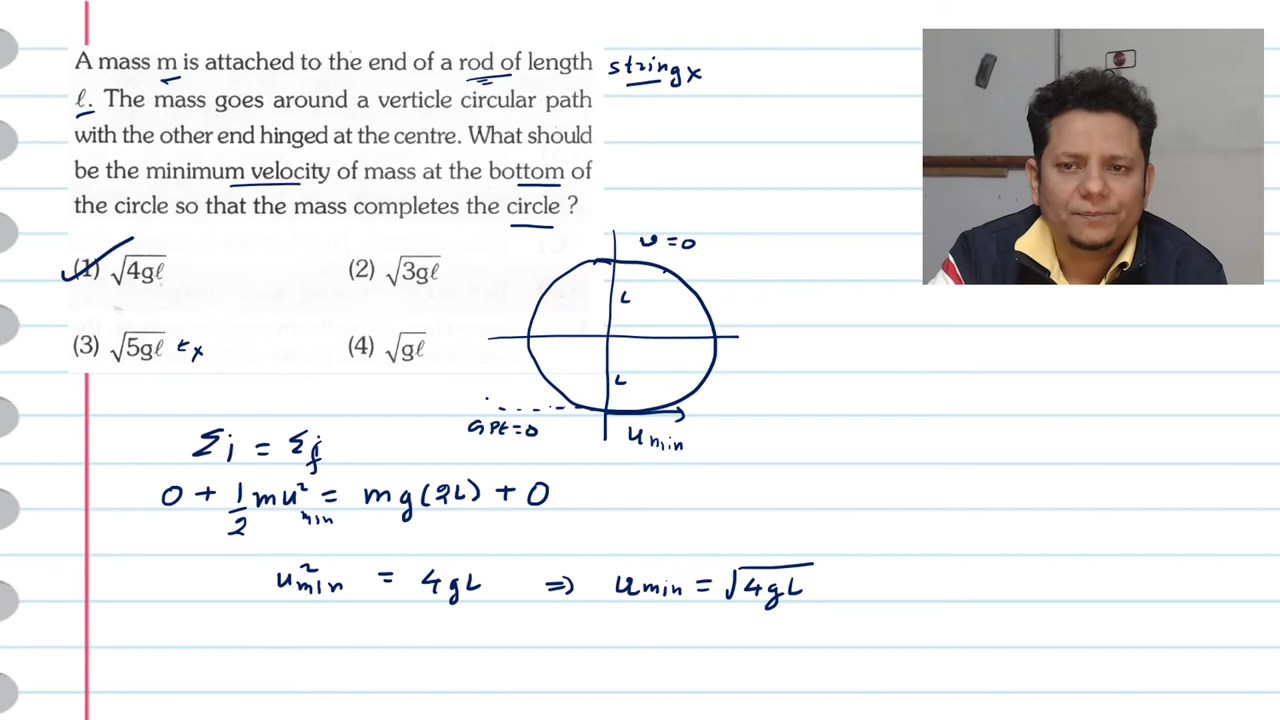 A mass m is attached to the end of a rod of length string x
ℓ. The mass goes around a verticle circular path
with the other end hinged at the centre. What should
be the minimum velocity of mass at the bottom of
the circle so that the mass completes the circle ?
(1) √4gℓ (2) √3gℓ
(3) √5gℓ tx (4) √gℓ
v = 0
L
L
GPE = 0
u min
Σi = Σf
0 + 1/2 mu²min = mg(2L) + 0
u²min = 4gL ⇒ umin = √4gL